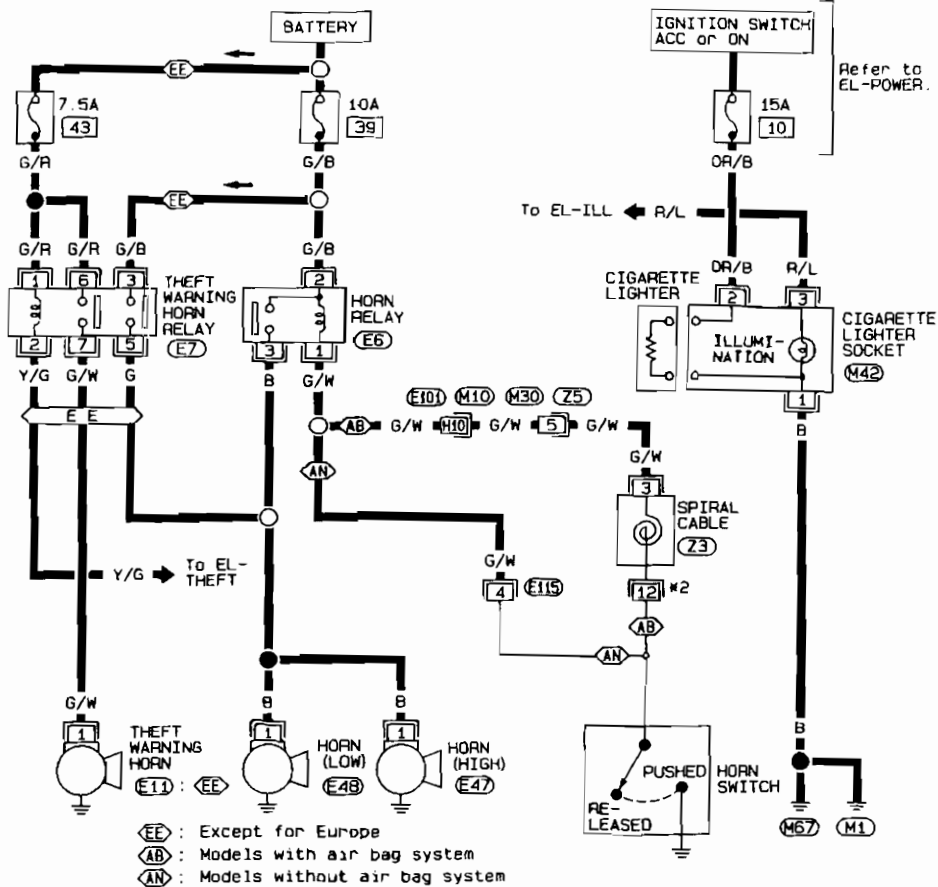 BATTERY
IGNITION SWITCH
ACC or ON
Refer to
EL-POWER.
EE
7.5A
43
10A
39
15A
10
G/R
G/B
OR/B
EE
To EL-ILL
R/L
G/R
G/R
G/B
G/B
OR/B
R/L
1
6
3
2
2
3
THEFT
WARNING
HORN
RELAY
E7
HORN
RELAY
E6
CIGARETTE
LIGHTER
ILLUMI-
NATION
CIGARETTE
LIGHTER
SOCKET
M42
2
7
5
3
1
1
Y/G
G/W
G
B
G/W
B
E101
M10
M30
Z5
EE
AB
G/W
H10
G/W
5
G/W
AN
G/W
3
SPIRAL
CABLE
Z3
G/W
4
E115
12
*2
Y/G
To EL-
THEFT
AB
AN
G/W
B
B
B
1
1
1
THEFT
WARNING
HORN
E11 : EE
HORN
(LOW)
E48
HORN
(HIGH)
E47
PUSHED
RE-
LEASED
HORN
SWITCH
M67
M1
EE : Except for Europe
AB : Models with air bag system
AN : Models without air bag system